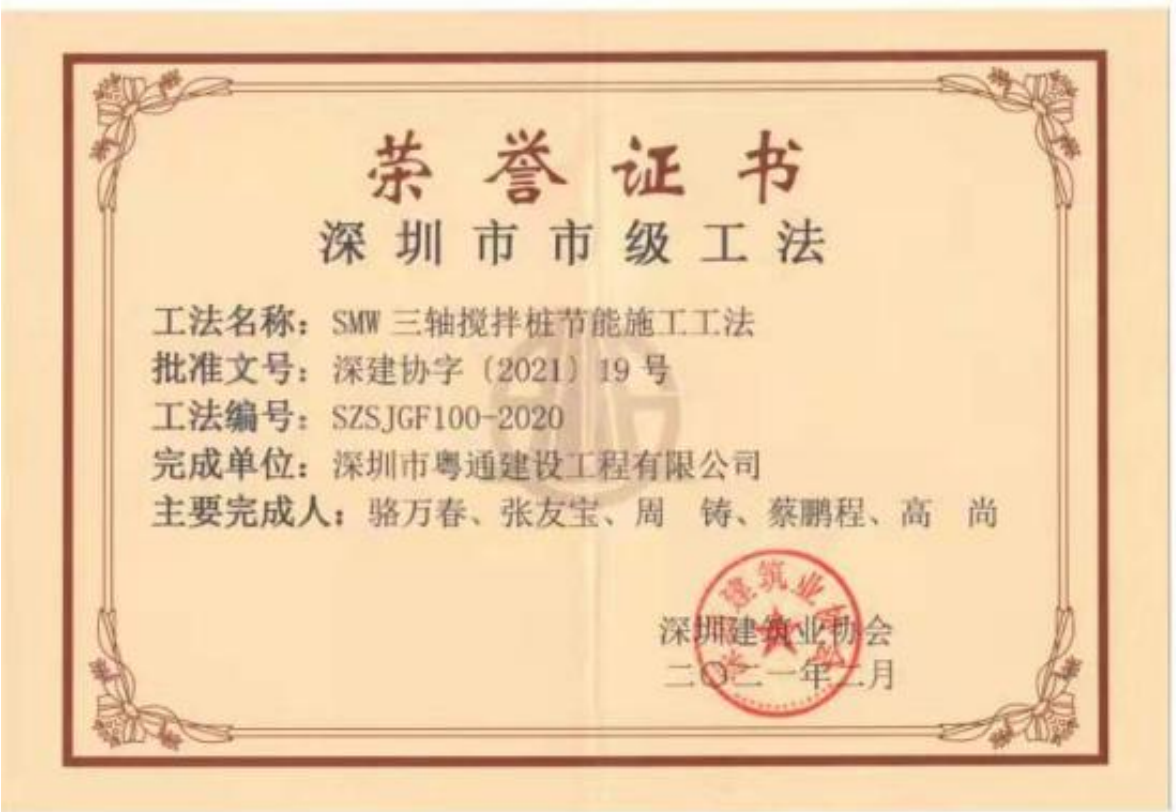 荣誉证书
深圳市市级工法
工法名称：SMW 三轴搅拌桩节能施工工法
批准文号：深建协字〔2021〕19 号
工法编号：SZSJGF100-2020
完成单位：深圳市粤通建设工程有限公司
主要完成人：骆万春、张友宝、周　铸、蔡鹏程、高　尚
深圳建筑业协会
二〇二一年二月